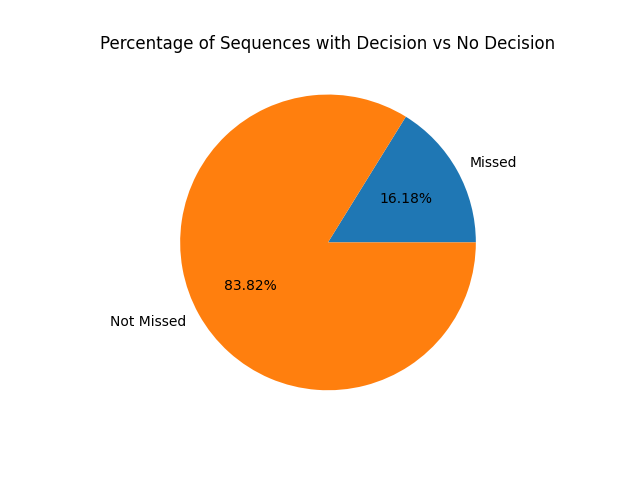 Percentage of Sequences with Decision vs No Decision
Missed
16.18%
83.82%
Not Missed